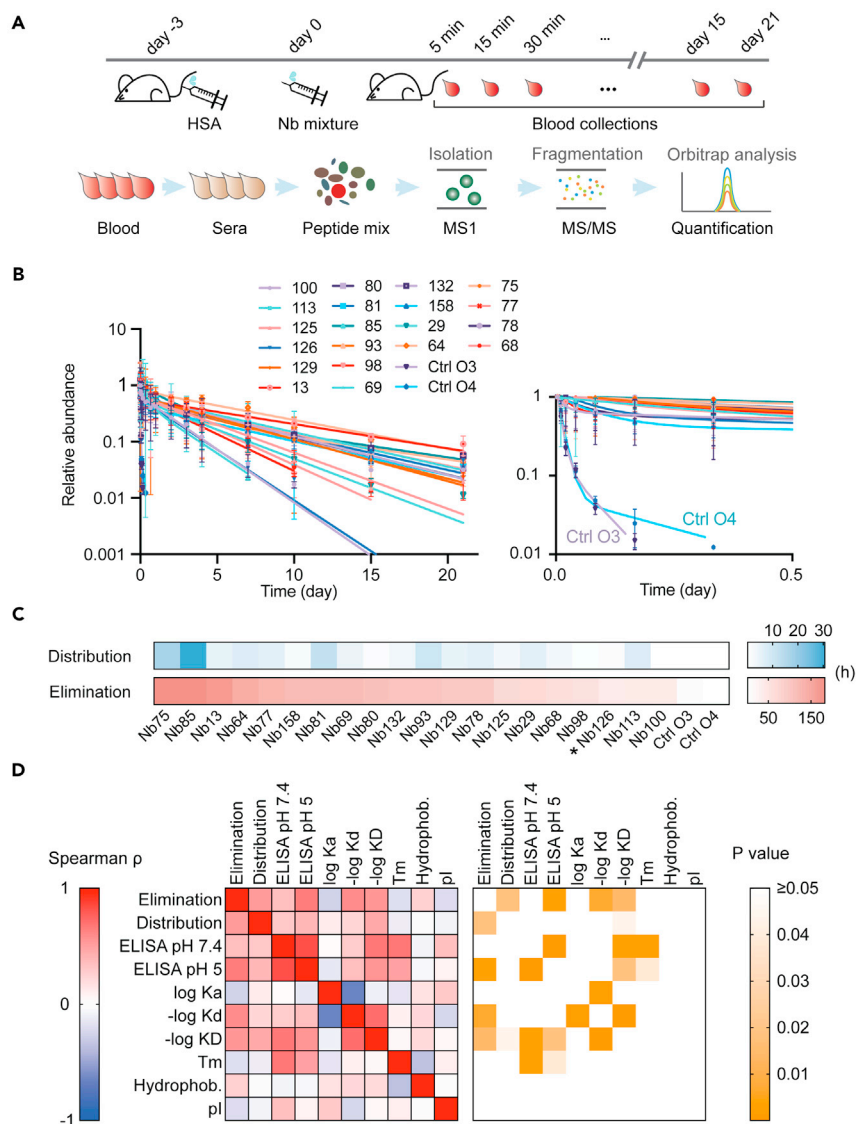 A
day -3
day 0
5 min
15 min
30 min
...
day 15
day 21
HSA
Nb mixture
•••
Blood collections
Isolation
Fragmentation
Orbitrap analysis
Blood
Sera
Peptide mix
MS1
MS/MS
Quantification
B
100 80 132 75
113 81 158 77
125 85 29 78
126 93 64 68
129 98 Ctrl O3
13 69 Ctrl O4
Relative abundance
10
1
0.1
0.01
0.001
0 5 10 15 20
Time (day)
1
0.1
0.01
Ctrl O3
Ctrl O4
0.0 0.5
Time (day)
C
Distribution
Elimination
10 20 30
(h)
50 150
Nb75 Nb85 Nb13 Nb64 Nb77 Nb158 Nb81 Nb69 Nb80 Nb132 Nb93 Nb129 Nb78 Nb125 Nb29 Nb68 Nb98 * Nb126 Nb113 Nb100 Ctrl O3 Ctrl O4
D
Spearman ρ
1
0
-1
Elimination Distribution ELISA pH 7.4 ELISA pH 5 log Ka -log Kd -log KD Tm Hydrophob. pI
Elimination
Distribution
ELISA pH 7.4
ELISA pH 5
log Ka
-log Kd
-log KD
Tm
Hydrophob.
pI
Elimination Distribution ELISA pH 7.4 ELISA pH 5 log Ka -log Kd -log KD Tm Hydrophob. pI
P value
≥0.05
0.04
0.03
0.02
0.01